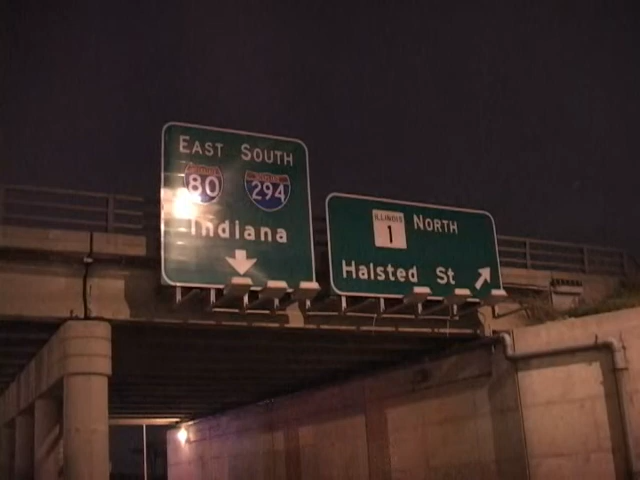 EAST SOUTH
80 294
Indiana
ILLINOIS
1
NORTH
Halsted St